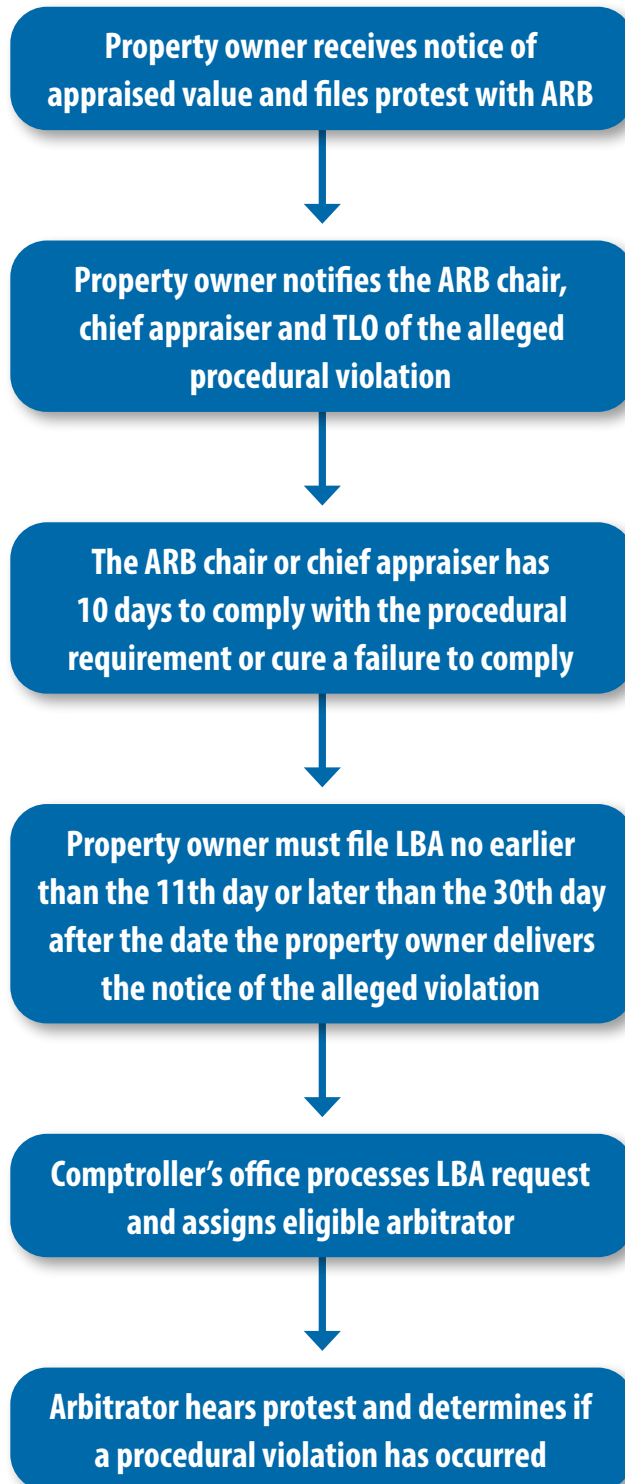 Property owner receives notice of
appraised value and files protest with ARB
Property owner notifies the ARB chair,
chief appraiser and TLO of the alleged
procedural violation
The ARB chair or chief appraiser has
10 days to comply with the procedural
requirement or cure a failure to comply
Property owner must file LBA no earlier
than the 11th day or later than the 30th day
after the date the property owner delivers
the notice of the alleged violation
Comptroller’s office processes LBA request
and assigns eligible arbitrator
Arbitrator hears protest and determines if
a procedural violation has occurred